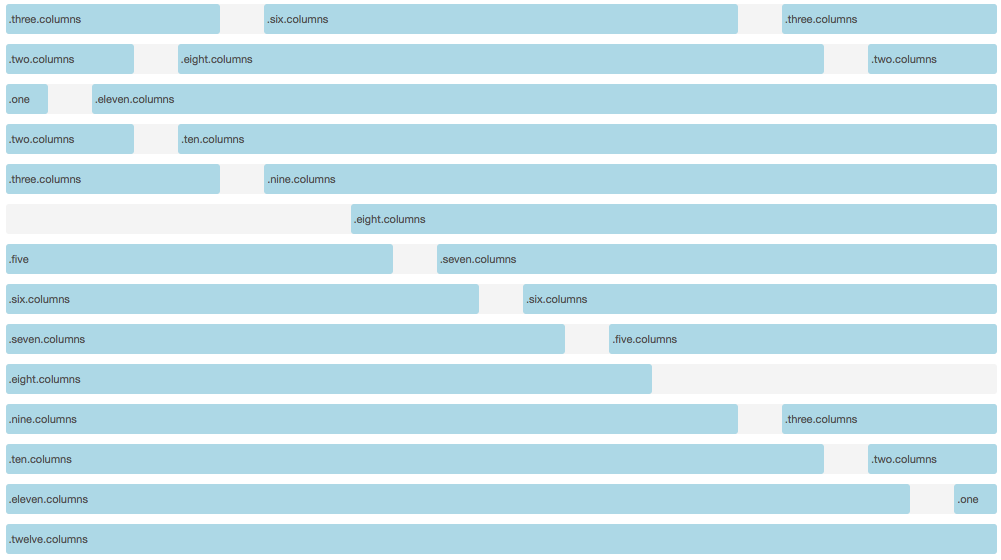 .three.columns .six.columns .three.columns
.two.columns .eight.columns .two.columns
.one .eleven.columns
.two.columns .ten.columns
.three.columns .nine.columns
.eight.columns
.five .seven.columns
.six.columns .six.columns
.seven.columns .five.columns
.eight.columns
.nine.columns .three.columns
.ten.columns .two.columns
.eleven.columns .one
.twelve.columns